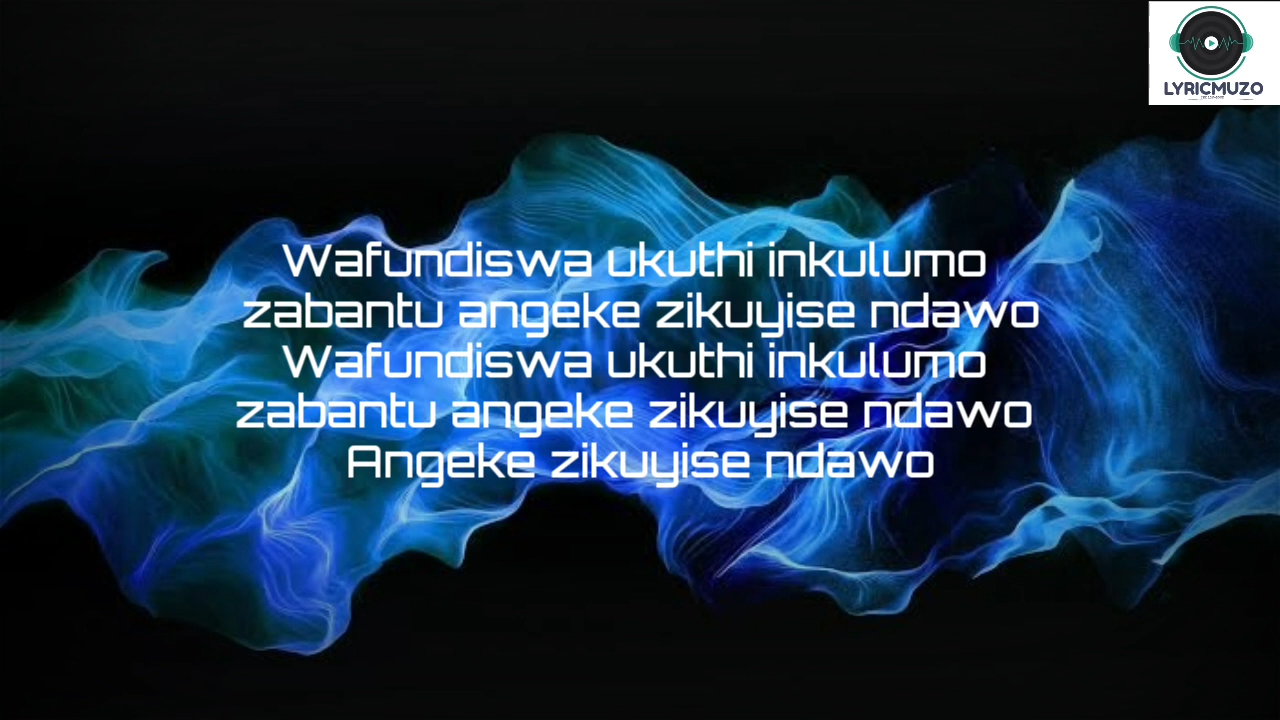 LYRICMUZO
Wafundiswa ukuthi inkulumo
zabantu angeke zikuyise ndawo
Wafundiswa ukuthi inkulumo
zabantu angeke zikuyise ndawo
Angeke zikuyise ndawo